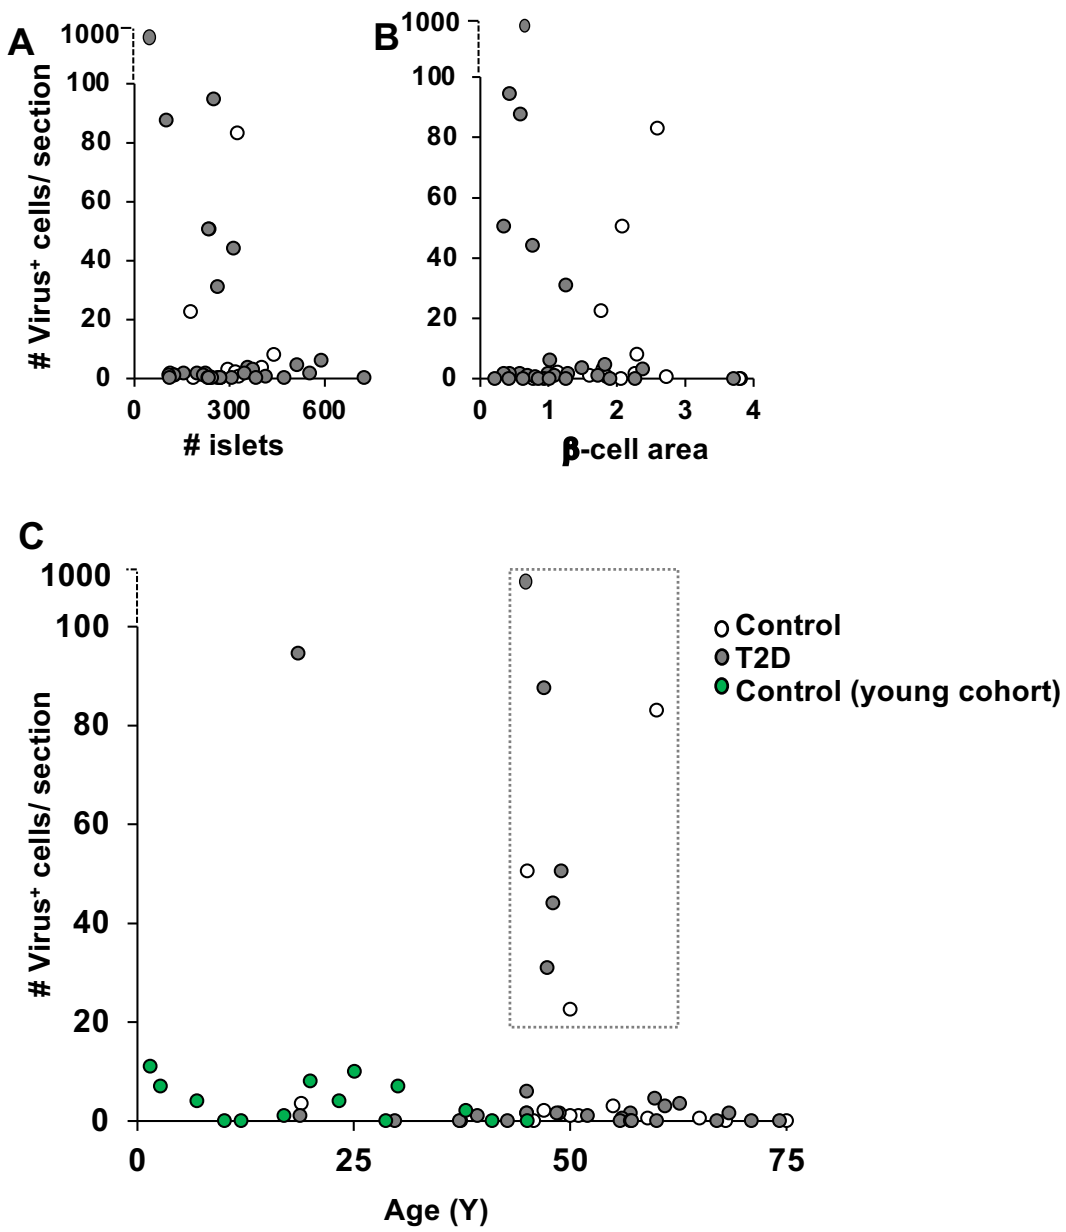 A
# Virus⁺ cells/ section
1000
100
80
60
40
20
0
0 300 600
# islets
B
1000
100
80
60
40
20
0
0 1 2 3 4
β-cell area
C
# Virus⁺ cells/ section
1000
100
80
60
40
20
0
0 25 50 75
Age (Y)
Control
T2D
Control (young cohort)